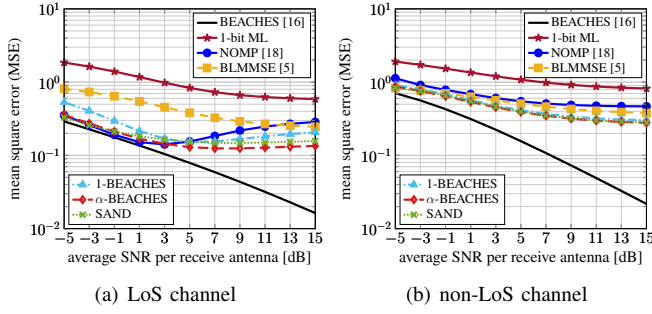 mean square error (MSE)
10^1
10^0
10^{-1}
10^{-2}
BEACHES [16]
1-bit ML
NOMP [18]
BLMMSE [5]
1-BEACHES
α-BEACHES
SAND
−5 −3 −1 1 3 5 7 9 11 13 15
average SNR per receive antenna [dB]
(a) LoS channel
mean square error (MSE)
10^1
10^0
10^{-1}
10^{-2}
BEACHES [16]
1-bit ML
NOMP [18]
BLMMSE [5]
1-BEACHES
α-BEACHES
SAND
−5 −3 −1 1 3 5 7 9 11 13 15
average SNR per receive antenna [dB]
(b) non-LoS channel